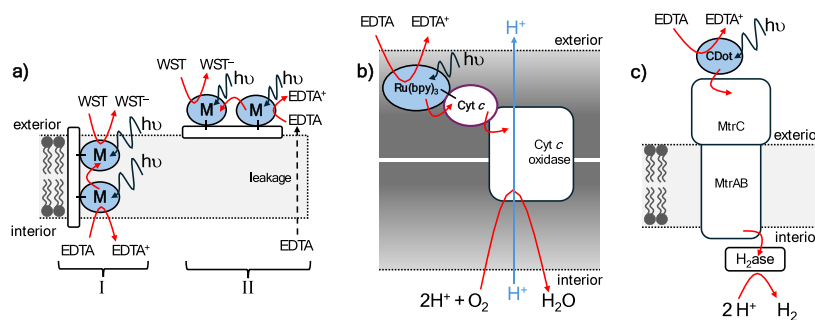 a)
WST
WST⁻
hυ
M
hυ
M
exterior
interior
EDTA
EDTA⁺
I
WST
WST⁻
hυ
hυ
M
M
EDTA⁺
EDTA
leakage
EDTA
II
b)
EDTA
EDTA⁺
H⁺
exterior
hυ
Ru(bpy)₃
Cyt c
Cyt c
oxidase
interior
2H⁺ + O₂
H⁺
H₂O
c)
EDTA
EDTA⁺
hυ
CDot
MtrC
exterior
MtrAB
interior
H₂ase
2 H⁺
H₂